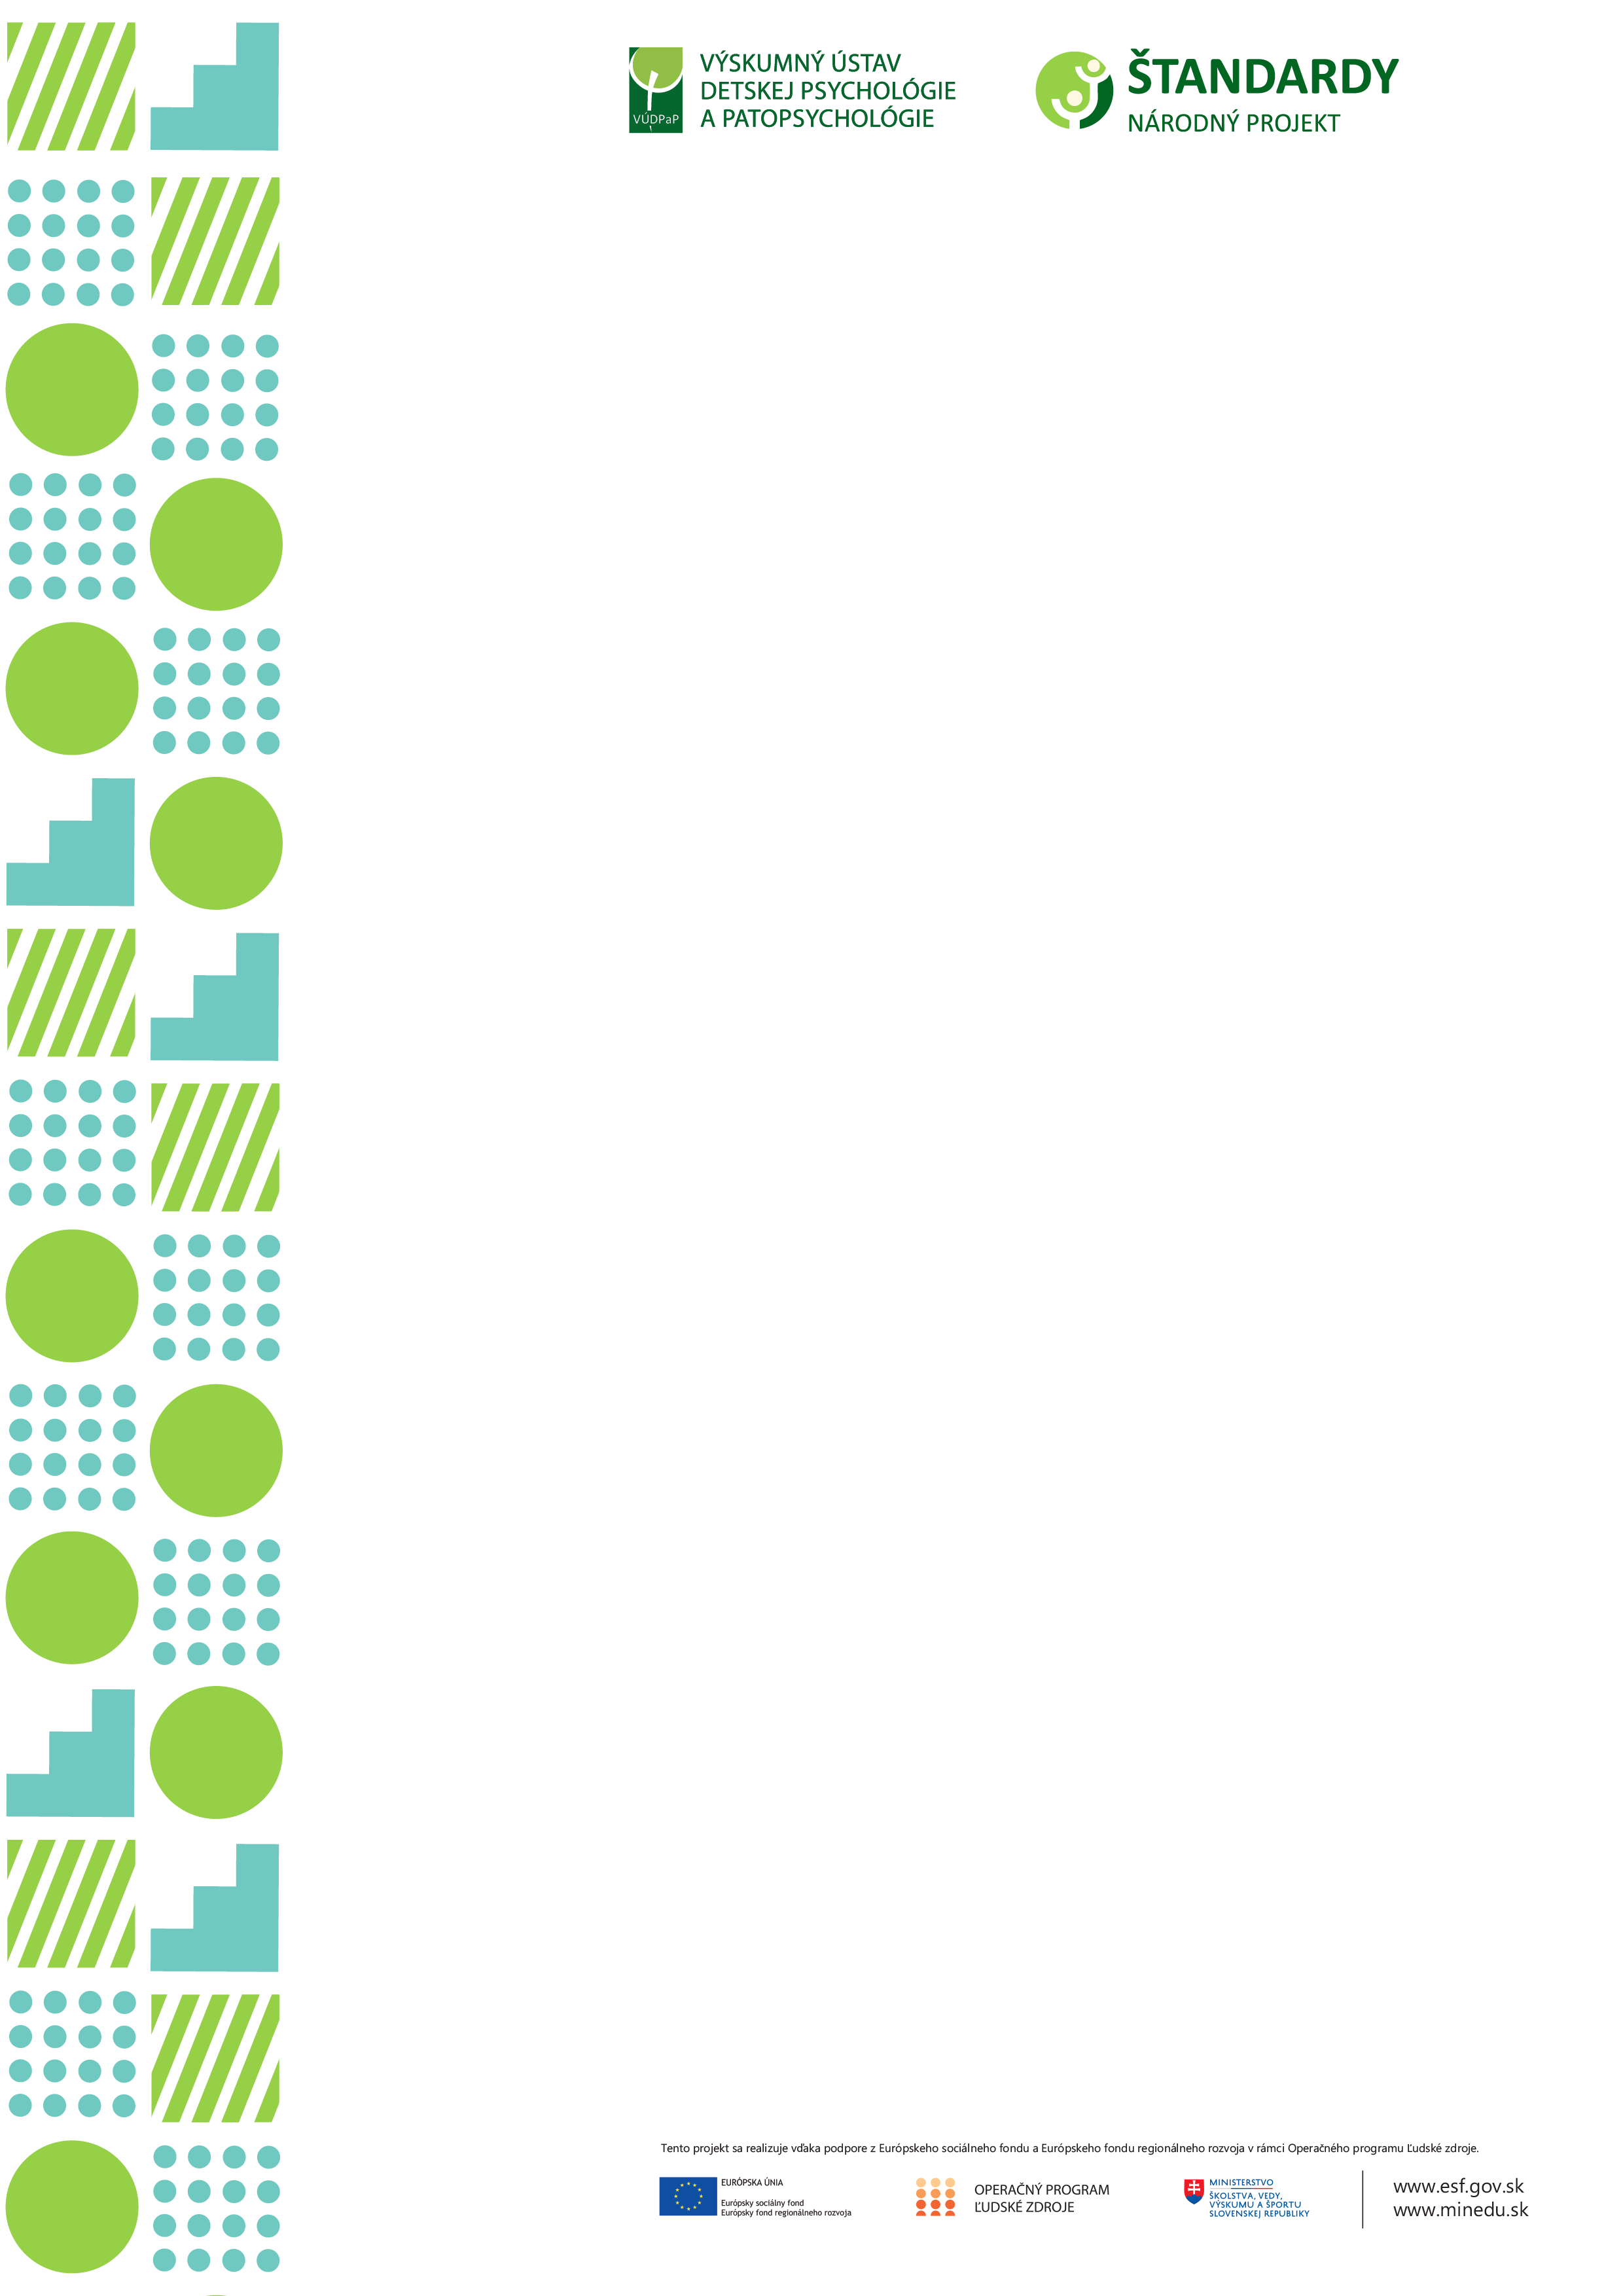 VÝSKUMNÝ ÚSTAV
DETSKEJ PSYCHOLÓGIE
A PATOPSYCHOLÓGIE
VÚDPaP
ŠTANDARDY
NÁRODNÝ PROJEKT
Tento projekt sa realizuje vďaka podpore z Európskeho sociálneho fondu a Európskeho fondu regionálneho rozvoja v rámci Operačného programu Ľudské zdroje.
EURÓPSKA ÚNIA
Európsky sociálny fond
Európsky fond regionálneho rozvoja
OPERAČNÝ PROGRAM
ĽUDSKÉ ZDROJE
MINISTERSTVO
ŠKOLSTVA, VEDY,
VÝSKUMU A ŠPORTU
SLOVENSKEJ REPUBLIKY
www.esf.gov.sk
www.minedu.sk